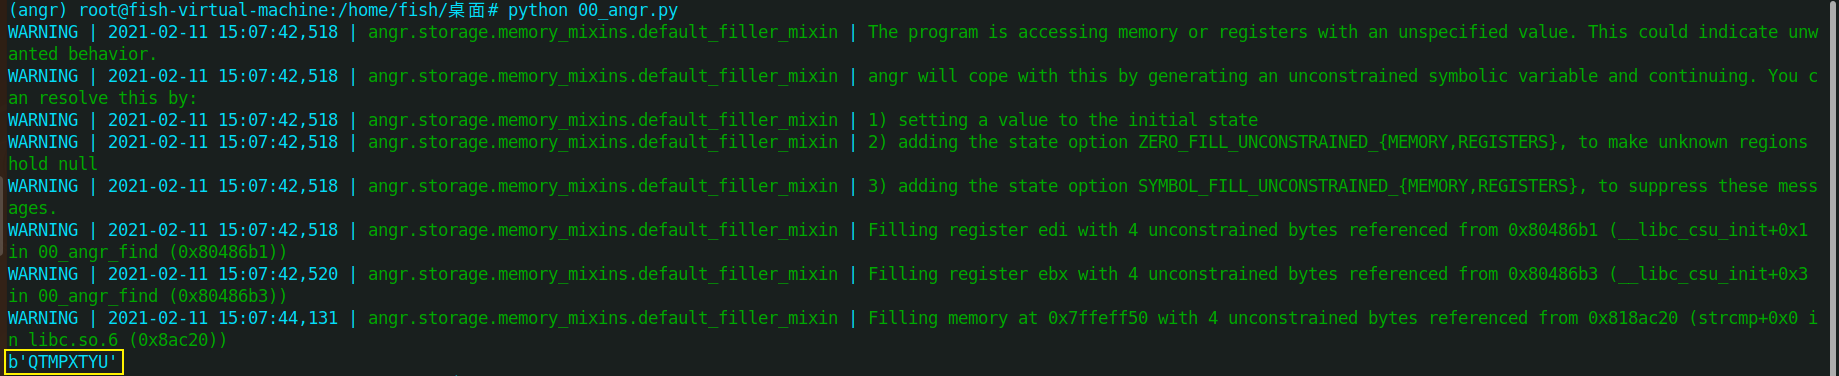 (angr) root@fish-virtual-machine:/home/fish/桌面# python 00_angr.py
WARNING | 2021-02-11 15:07:42,518 | angr.storage.memory_mixins.default_filler_mixin | The program is accessing memory or registers with an unspecified value. This could indicate unw
anted behavior.
WARNING | 2021-02-11 15:07:42,518 | angr.storage.memory_mixins.default_filler_mixin | angr will cope with this by generating an unconstrained symbolic variable and continuing. You c
an resolve this by:
WARNING | 2021-02-11 15:07:42,518 | angr.storage.memory_mixins.default_filler_mixin | 1) setting a value to the initial state
WARNING | 2021-02-11 15:07:42,518 | angr.storage.memory_mixins.default_filler_mixin | 2) adding the state option ZERO_FILL_UNCONSTRAINED_{MEMORY,REGISTERS}, to make unknown regions
hold null
WARNING | 2021-02-11 15:07:42,518 | angr.storage.memory_mixins.default_filler_mixin | 3) adding the state option SYMBOL_FILL_UNCONSTRAINED_{MEMORY,REGISTERS}, to suppress these mess
ages.
WARNING | 2021-02-11 15:07:42,518 | angr.storage.memory_mixins.default_filler_mixin | Filling register edi with 4 unconstrained bytes referenced from 0x80486b1 (__libc_csu_init+0x1
in 00_angr_find (0x80486b1))
WARNING | 2021-02-11 15:07:42,520 | angr.storage.memory_mixins.default_filler_mixin | Filling register ebx with 4 unconstrained bytes referenced from 0x80486b3 (__libc_csu_init+0x3
in 00_angr_find (0x80486b3))
WARNING | 2021-02-11 15:07:44,131 | angr.storage.memory_mixins.default_filler_mixin | Filling memory at 0x7ffeff50 with 4 unconstrained bytes referenced from 0x818ac20 (strcmp+0x0 i
n libc.so.6 (0x8ac20))
b'QTMPXTYU'